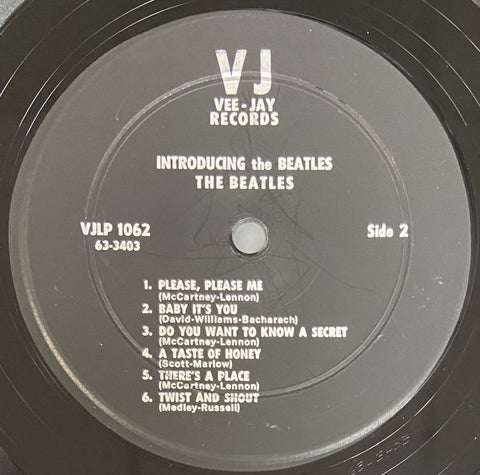 VJ
VEE-JAY
RECORDS
INTRODUCING the BEATLES
THE BEATLES
VJLP 1062
63-3403
Side 2
1. PLEASE, PLEASE ME
(McCartney-Lennon)
2. BABY IT'S YOU
(David-Williams-Bacharach)
3. DO YOU WANT TO KNOW A SECRET
(McCartney-Lennon)
4. A TASTE OF HONEY
(Scott-Marlow)
5. THERE'S A PLACE
(McCartney-Lennon)
6. TWIST AND SHOUT
(Medley-Russell)